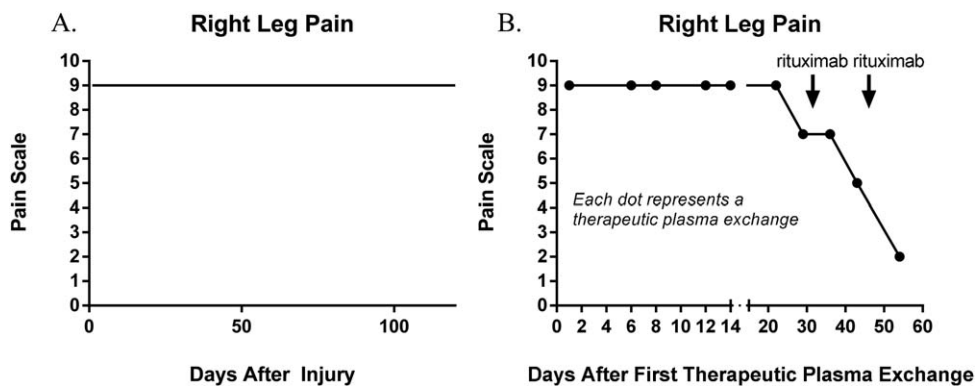 A.
Right Leg Pain
10
9
8
7
6
5
4
3
2
1
0
Pain Scale
0 50 100
Days After Injury
B.
Right Leg Pain
rituximab rituximab
10
9
8
7
6
5
4
3
2
1
0
Pain Scale
Each dot represents a
therapeutic plasma exchange
0 2 4 6 8 10 12 14 20 30 40 50 60
Days After First Therapeutic Plasma Exchange